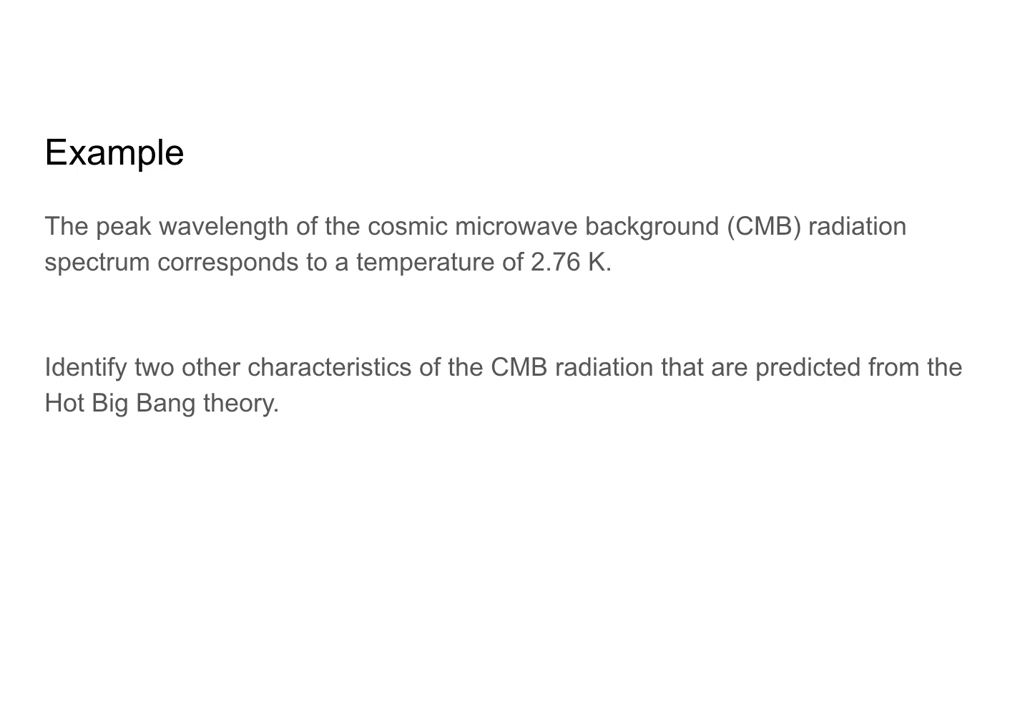 Example
The peak wavelength of the cosmic microwave background (CMB) radiation
spectrum corresponds to a temperature of 2.76 K.
Identify two other characteristics of the CMB radiation that are predicted from the
Hot Big Bang theory.